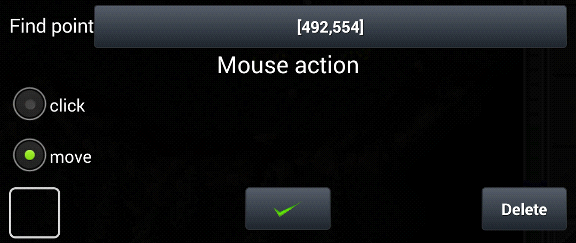 Find point [492,554]
Mouse action
click
move
Delete